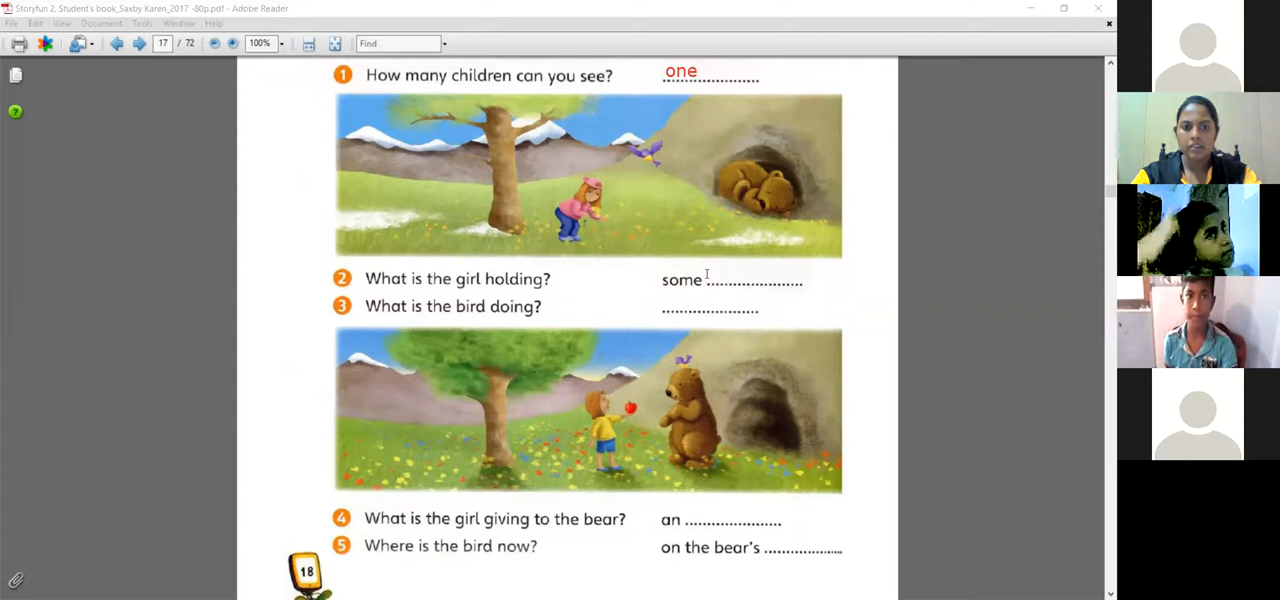 Storyfun 2. Student's book_Saxby Karen_2017 -80p.pdf - Adobe Reader
File Edit View Document Tools Window Help
17 / 72 100% Find
1 How many children can you see? one
2 What is the girl holding? some ......................
3 What is the bird doing? ......................
4 What is the girl giving to the bear? an ......................
5 Where is the bird now? on the bear's ..................
18